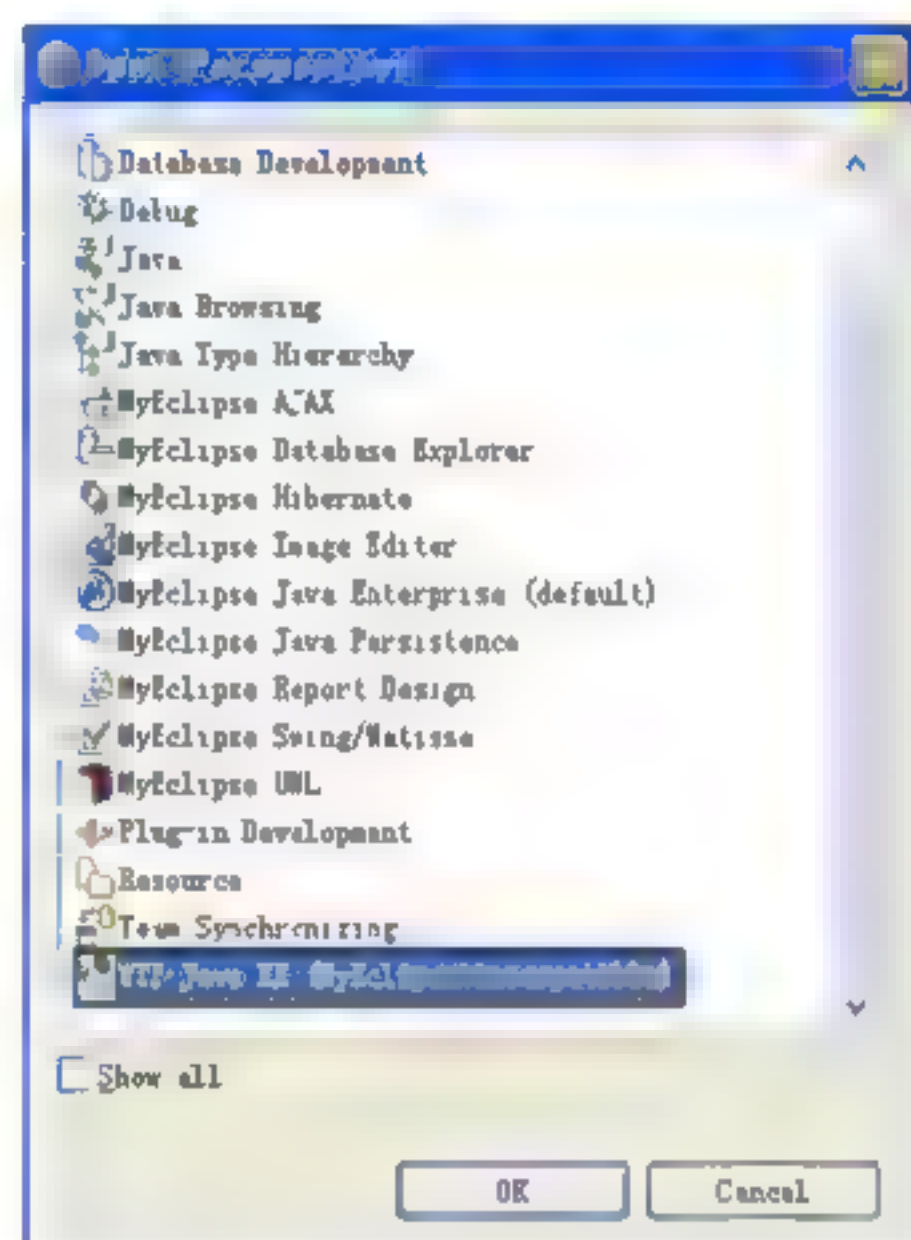 Database Development
Debug
Java
Java Browsing
Java Type Hierarchy
MyEclipse AJAX
MyEclipse Database Explorer
MyEclipse Hibernate
MyEclipse Image Editor
MyEclipse Java Enterprise (default)
MyEclipse Java Persistence
MyEclipse Report Design
MyEclipse Swing/Matisse
MyEclipse UML
Plug-in Development
Resource
Team Synchronizing
Java EE
Show all
OK
Cancel